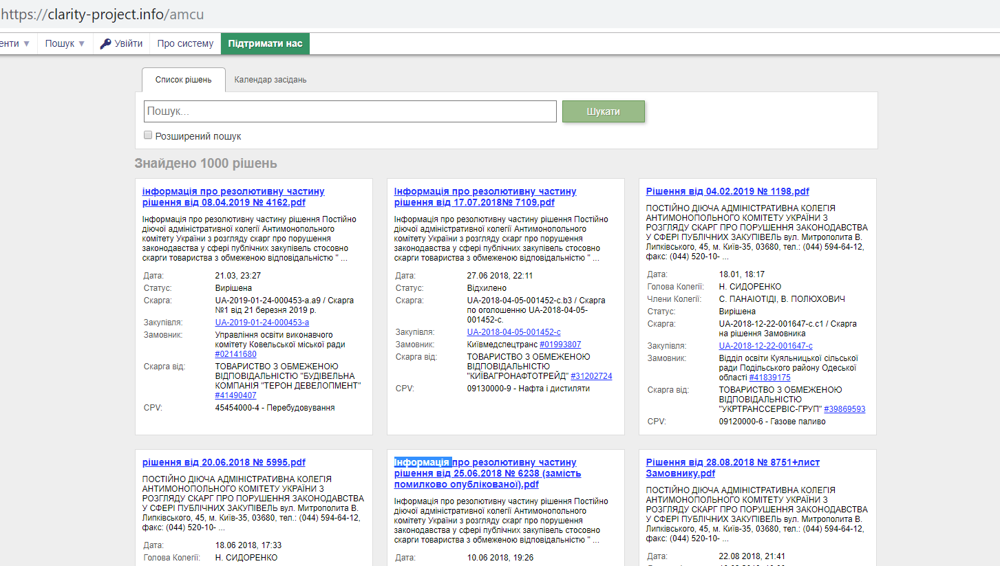 https://clarity-project.info/amcu
енти ▼ Пошук ▼ Увійти Про систему Підтримати нас
Список рішень Календар засідань
Пошук... Шукати
Розширений пошук
Знайдено 1000 рішень
інформація про резолютивну частину
рішення від 08.04.2019 № 4162.pdf
Інформація про резолютивну частину рішення Постійно
діючої адміністративної колегії Антимонопольного
комітету України з розгляду скарг про порушення
законодавства у сфері публічних закупівель стосовно
скарги товариства з обмеженою відповідальністю " ...
Дата: 21.03, 23:27
Статус: Вирішена
Скарга: UA-2019-01-24-000453-a.a9 / Скарга
№1 від 21 березня 2019 р.
Закупівля: UA-2019-01-24-000453-a
Замовник: Управління освіти виконавчого
комітету Ковельської міської ради
#02141680
Скарга від: ТОВАРИСТВО З ОБМЕЖЕНОЮ
ВІДПОВІДАЛЬНІСТЮ "БУДІВЕЛЬНА
КОМПАНІЯ "ТЕРОН ДЕВЕЛОПМЕНТ"
#41490407
CPV: 45454000-4 - Перебудовування
Інформація про резолютивну частину
рішення від 17.07.2018№ 7109.pdf
Інформація про резолютивну частину рішення Постійно
діючої адміністративної колегії Антимонопольного
комітету України з розгляду скарг про порушення
законодавства у сфері публічних закупівель стосовно
скарги товариства з обмеженою відповідальністю " ...
Дата: 27.06 2018, 22:11
Статус: Відхилено
Скарга: UA-2018-04-05-001452-c.b3 / Скарга
по оголошенню UA-2018-04-05-
001452-c.
Закупівля: UA-2018-04-05-001452-c
Замовник: Київмедспецтранс #01993807
Скарга від: ТОВАРИСТВО З ОБМЕЖЕНОЮ
ВІДПОВІДАЛЬНІСТЮ
"КИЇВАГРОНАФТОТРЕЙД" #31202724
CPV: 09130000-9 - Нафта і дистиляти
Рішення від 04.02.2019 № 1198.pdf
ПОСТІЙНО ДІЮЧА АДМІНІСТРАТИВНА КОЛЕГІЯ
АНТИМОНОПОЛЬНОГО КОМІТЕТУ УКРАЇНИ З
РОЗГЛЯДУ СКАРГ ПРО ПОРУШЕННЯ ЗАКОНОДАВСТВА
У СФЕРІ ПУБЛІЧНИХ ЗАКУПІВЕЛЬ вул. Митрополита В.
Липківського, 45, м. Київ-35, 03680, тел.: (044) 594-64-12,
факс: (044) 520-10- ...
Дата: 18.01, 18:17
Голова Колегії: Н. СИДОРЕНКО
Члени Колегії: С. ПАНАІОТІДІ, В. ПОЛЮХОВИЧ
Статус: Вирішена
Скарга: UA-2018-12-22-001647-c.c1 / Скарга
на рішення Замовника
Закупівля: UA-2018-12-22-001647-c
Замовник: Відділ освіти Куяльницької сільської
ради Подільського району Одеської
області #41839175
Скарга від: ТОВАРИСТВО З ОБМЕЖЕНОЮ
ВІДПОВІДАЛЬНІСТЮ
"УКРТРАНССЕРВІС-ГРУП" #39869593
CPV: 09120000-6 - Газове паливо
рішення від 20.06.2018 № 5995.pdf
ПОСТІЙНО ДІЮЧА АДМІНІСТРАТИВНА КОЛЕГІЯ
АНТИМОНОПОЛЬНОГО КОМІТЕТУ УКРАЇНИ З
РОЗГЛЯДУ СКАРГ ПРО ПОРУШЕННЯ ЗАКОНОДАВСТВА
У СФЕРІ ПУБЛІЧНИХ ЗАКУПІВЕЛЬ вул. Митрополита В.
Липківського, 45, м. Київ-35, 03680, тел.: (044) 594-64-12,
факс: (044) 520-10- ...
Дата: 18.06 2018, 17:33
Голова Колегії: Н. СИДОРЕНКО
Інформація про резолютивну частину
рішення від 25.06.2018 № 6238 (замість
помилково опублікованої).pdf
Інформація про резолютивну частину рішення Постійно
діючої адміністративної колегії Антимонопольного
комітету України з розгляду скарг про порушення
законодавства у сфері публічних закупівель стосовно
скарги товариства з обмеженою відповідальністю " ...
Дата: 10.06 2018, 19:26
Рішення від 28.08.2018 № 8751+лист
Замовнику.pdf
ПОСТІЙНО ДІЮЧА АДМІНІСТРАТИВНА КОЛЕГІЯ
АНТИМОНОПОЛЬНОГО КОМІТЕТУ УКРАЇНИ З
РОЗГЛЯДУ СКАРГ ПРО ПОРУШЕННЯ ЗАКОНОДАВСТВА
У СФЕРІ ПУБЛІЧНИХ ЗАКУПІВЕЛЬ вул. Митрополита В.
Липківського, 45, м. Київ-35, 03680, тел.: (044) 594-64-12,
факс: (044) 520-10- ...
Дата: 22.08 2018, 21:41